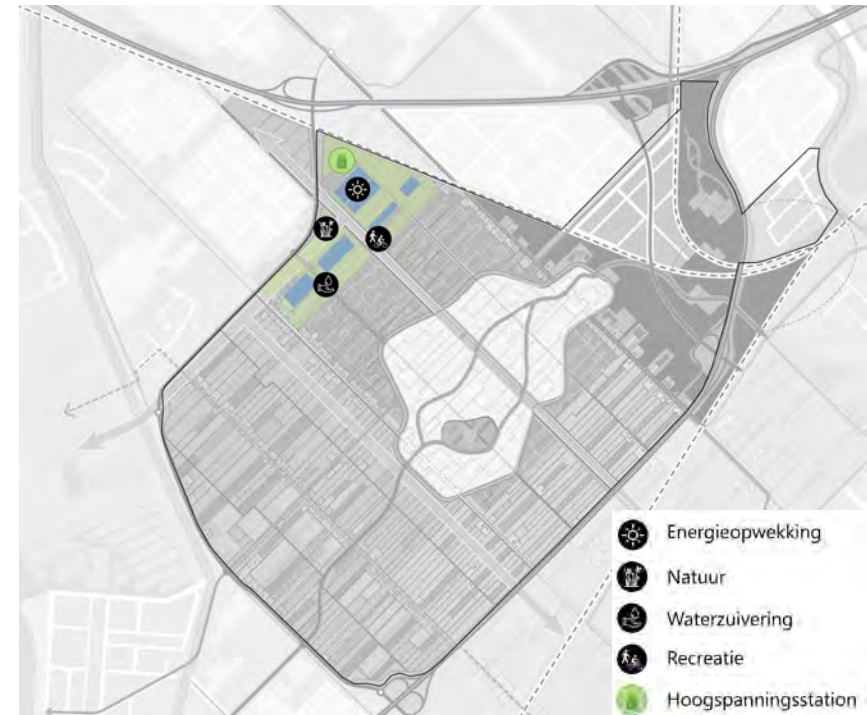 Energieopwekking
Natuur
Waterzuivering
Recreatie
Hoogspanningsstation